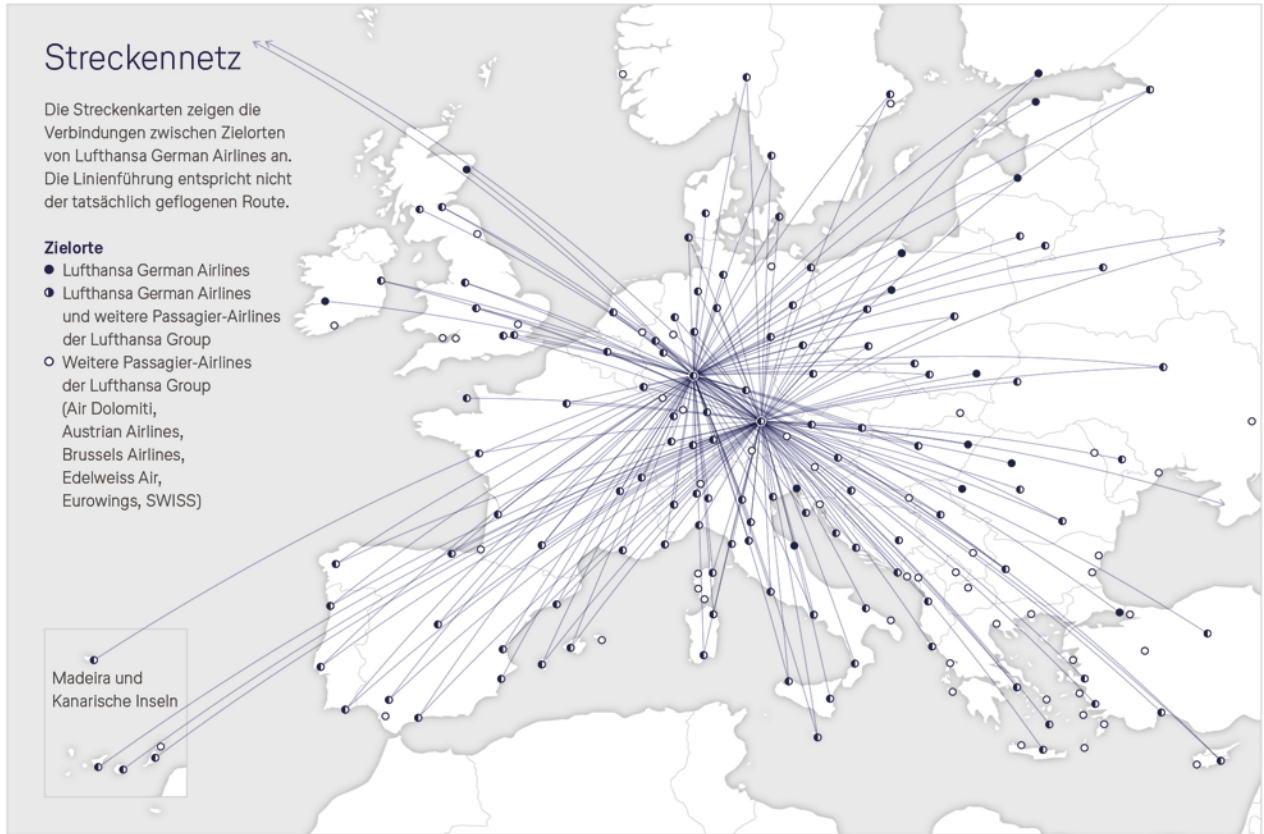 Streckennetz
Die Streckenkarten zeigen die
Verbindungen zwischen Zielorten
von Lufthansa German Airlines an.
Die Linienführung entspricht nicht
der tatsächlich geflogenen Route.
Zielorte
Lufthansa German Airlines
Lufthansa German Airlines
und weitere Passagier-Airlines
der Lufthansa Group
Weitere Passagier-Airlines
der Lufthansa Group
(Air Dolomiti,
Austrian Airlines,
Brussels Airlines,
Edelweiss Air,
Eurowings, SWISS)
Madeira und
Kanarische Inseln